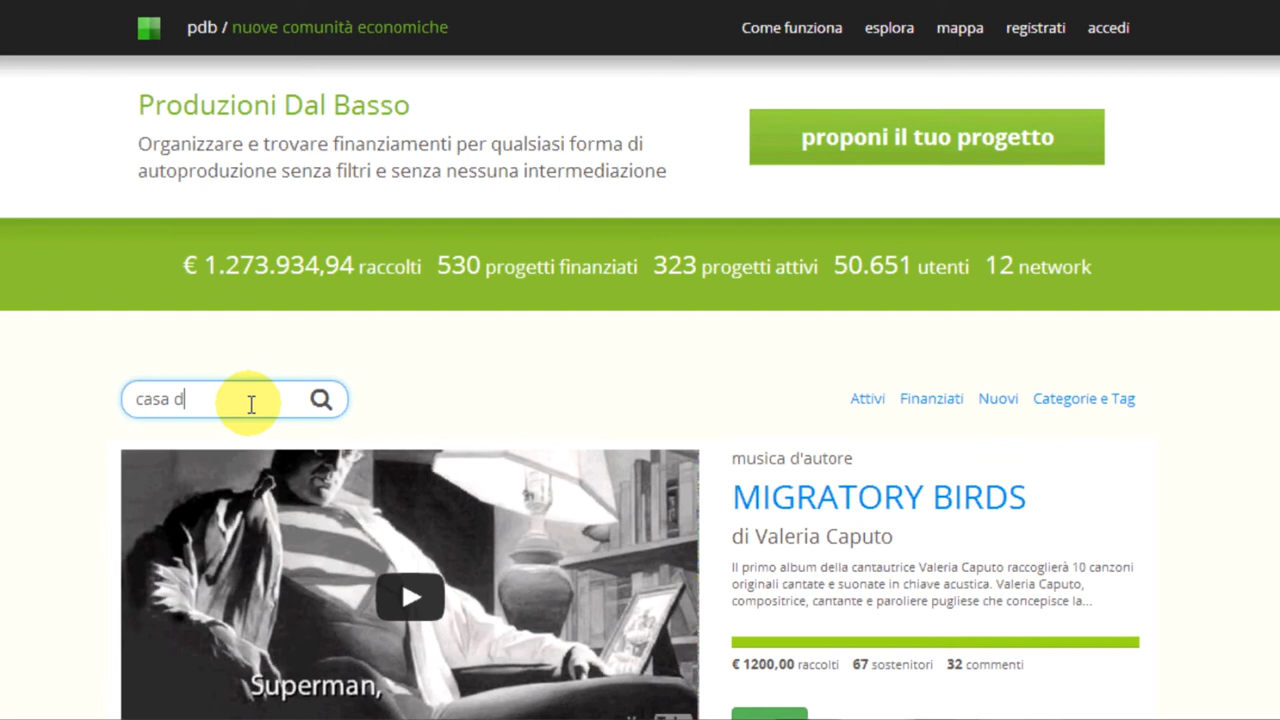 pdb / nuove comunità economiche
Come funziona esplora mappa registrati accedi
Produzioni Dal Basso
Organizzare e trovare finanziamenti per qualsiasi forma di
autoproduzione senza filtri e senza nessuna intermediazione
proponi il tuo progetto
€ 1.273.934,94 raccolti 530 progetti finanziati 323 progetti attivi 50.651 utenti 12 network
casa d
Attivi Finanziati Nuovi Categorie e Tag
musica d'autore
MIGRATORY BIRDS
di Valeria Caputo
Il primo album della cantautrice Valeria Caputo raccoglierà 10 canzoni
originali cantate e suonate in chiave acustica. Valeria Caputo,
compositrice, cantante e paroliere pugliese che concepisce la...
€ 1200,00 raccolti 67 sostenitori 32 commenti
Superman,